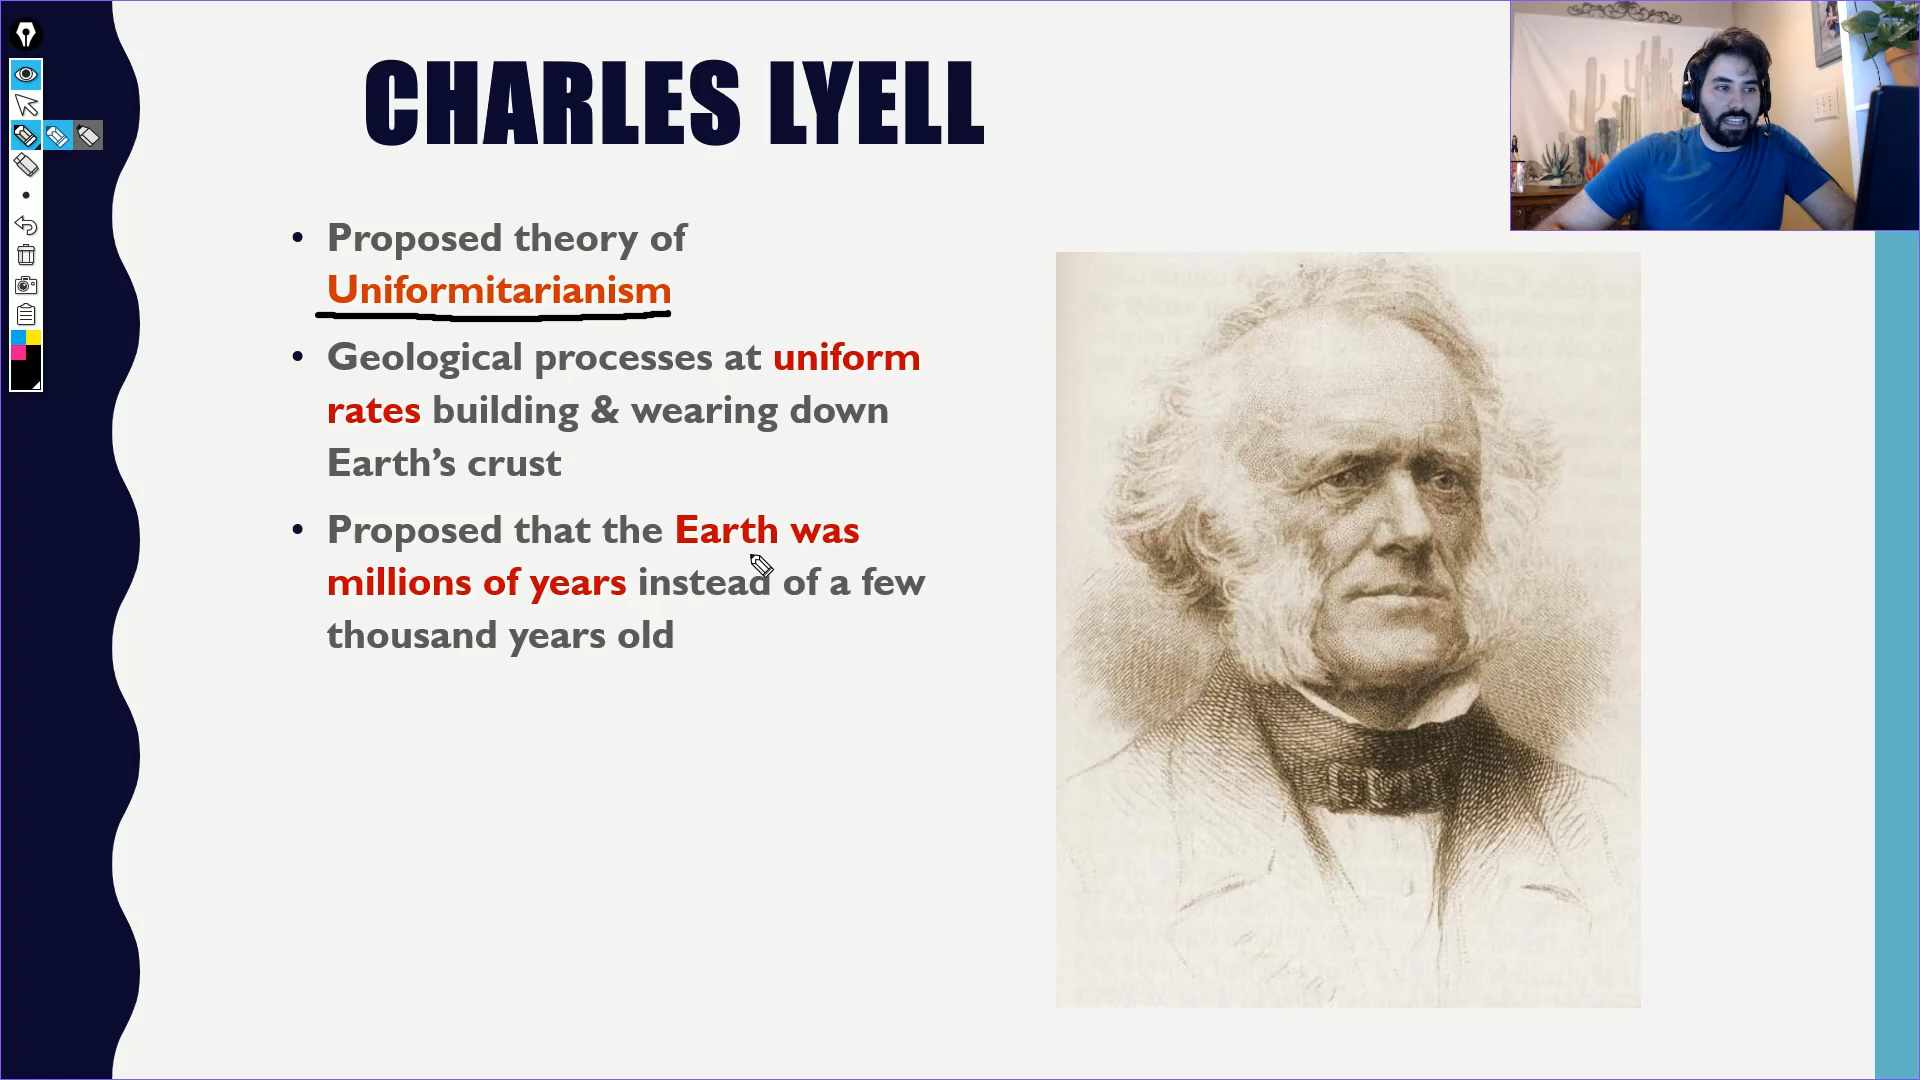 CHARLES LYELL
• Proposed theory of
Uniformitarianism
• Geological processes at uniform
rates building & wearing down
Earth’s crust
• Proposed that the Earth was
millions of years instead of a few
thousand years old